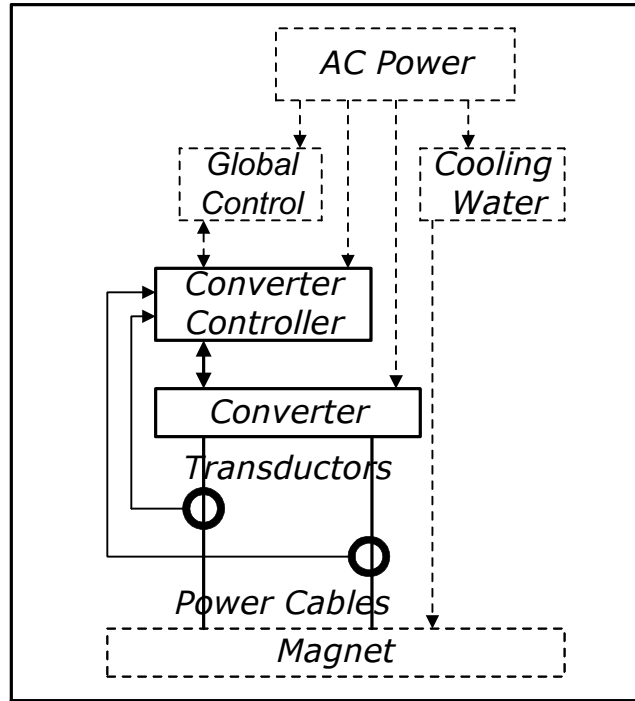 AC Power
Global
Control
Cooling
Water
Converter
Controller
Converter
Transductors
Power Cables
Magnet